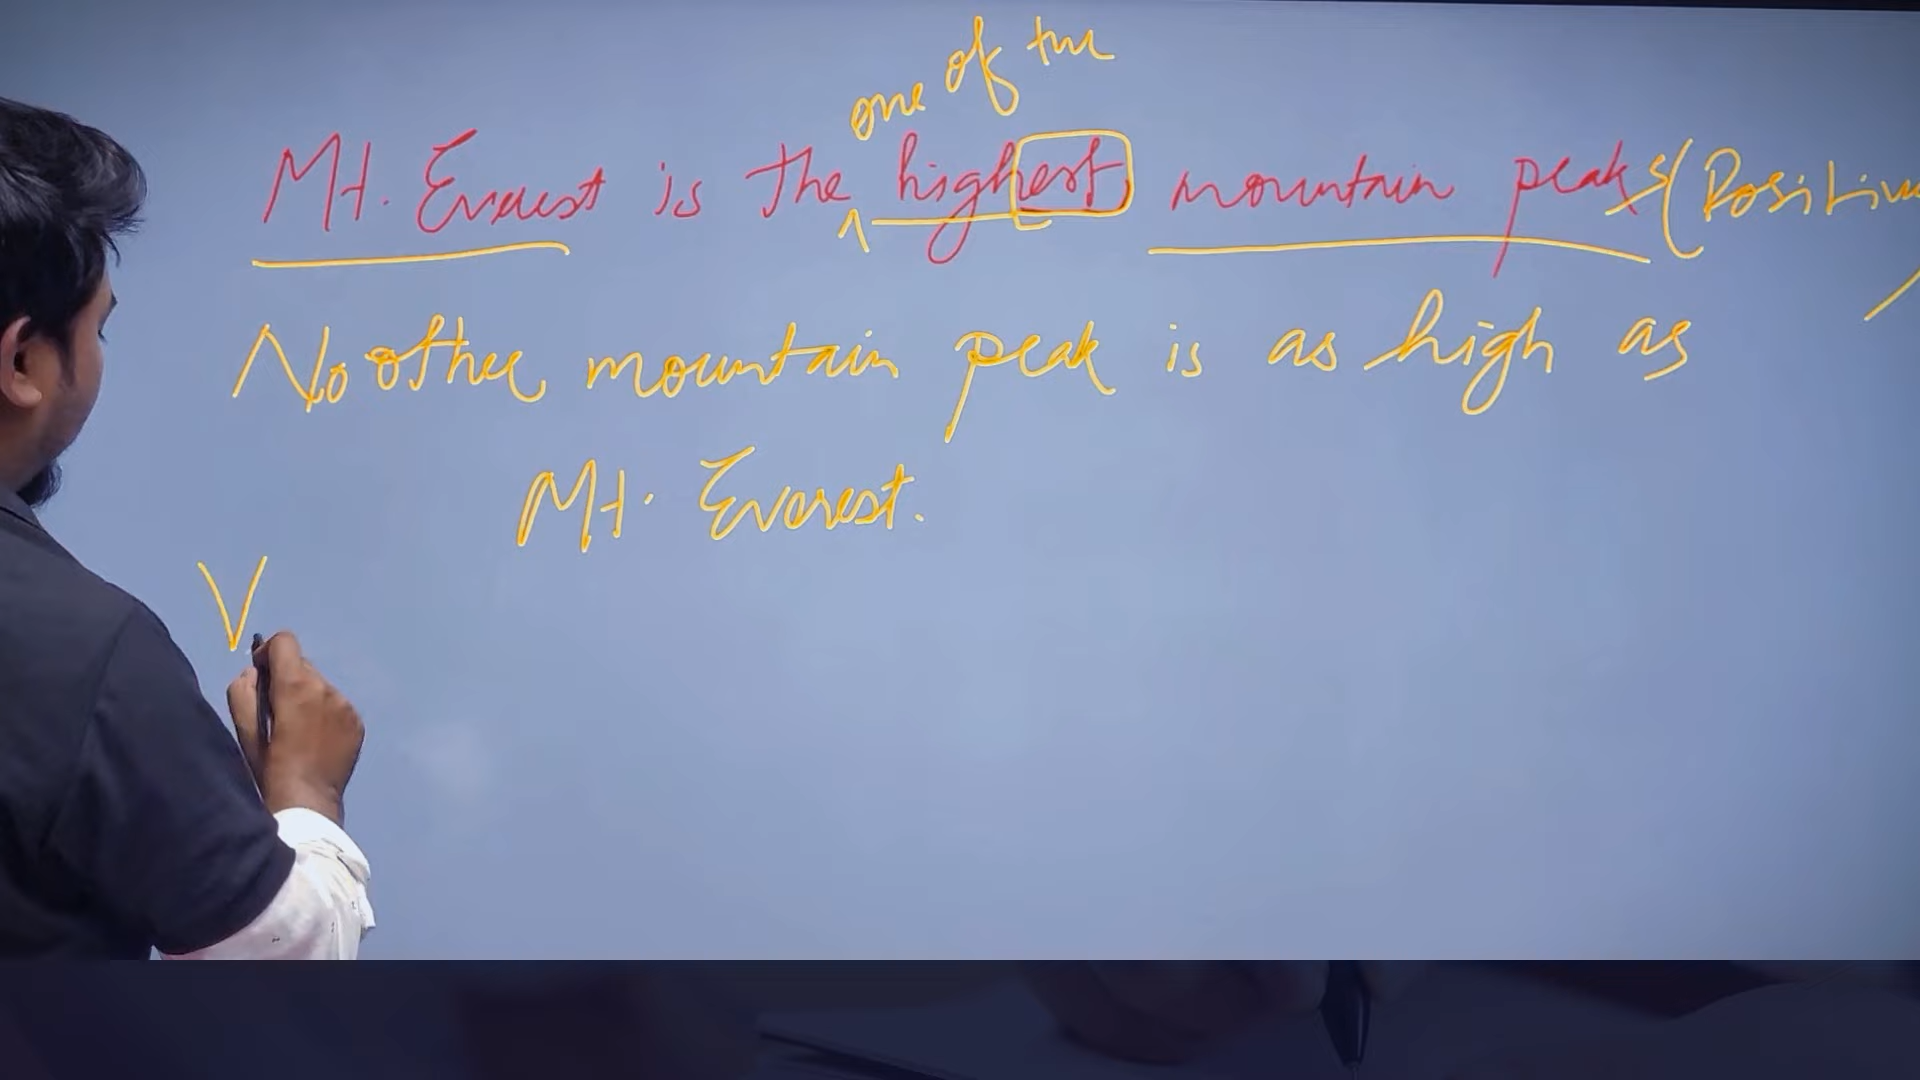 one of the
Mt. Everest is the highest mountain peaks (Positive
No other mountain peak is as high as
Mt. Everest.
V